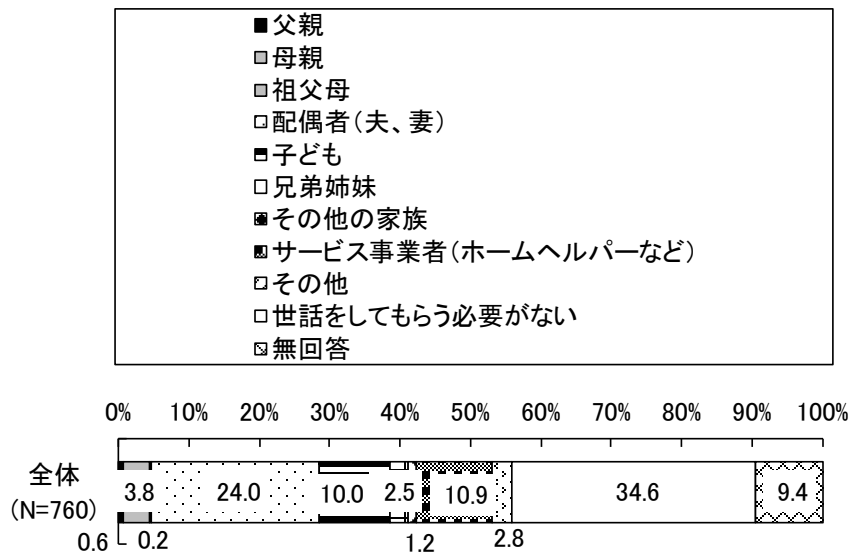 父親
母親
祖父母
配偶者（夫、妻）
子ども
兄弟姉妹
その他の家族
サービス事業者（ホームヘルパーなど）
その他
世話をしてもらう必要がない
無回答
0% 10% 20% 30% 40% 50% 60% 70% 80% 90% 100%
全体
(N=760)
3.8 24.0 10.0 2.5 10.9 34.6 9.4
0.6 0.2 1.2 2.8